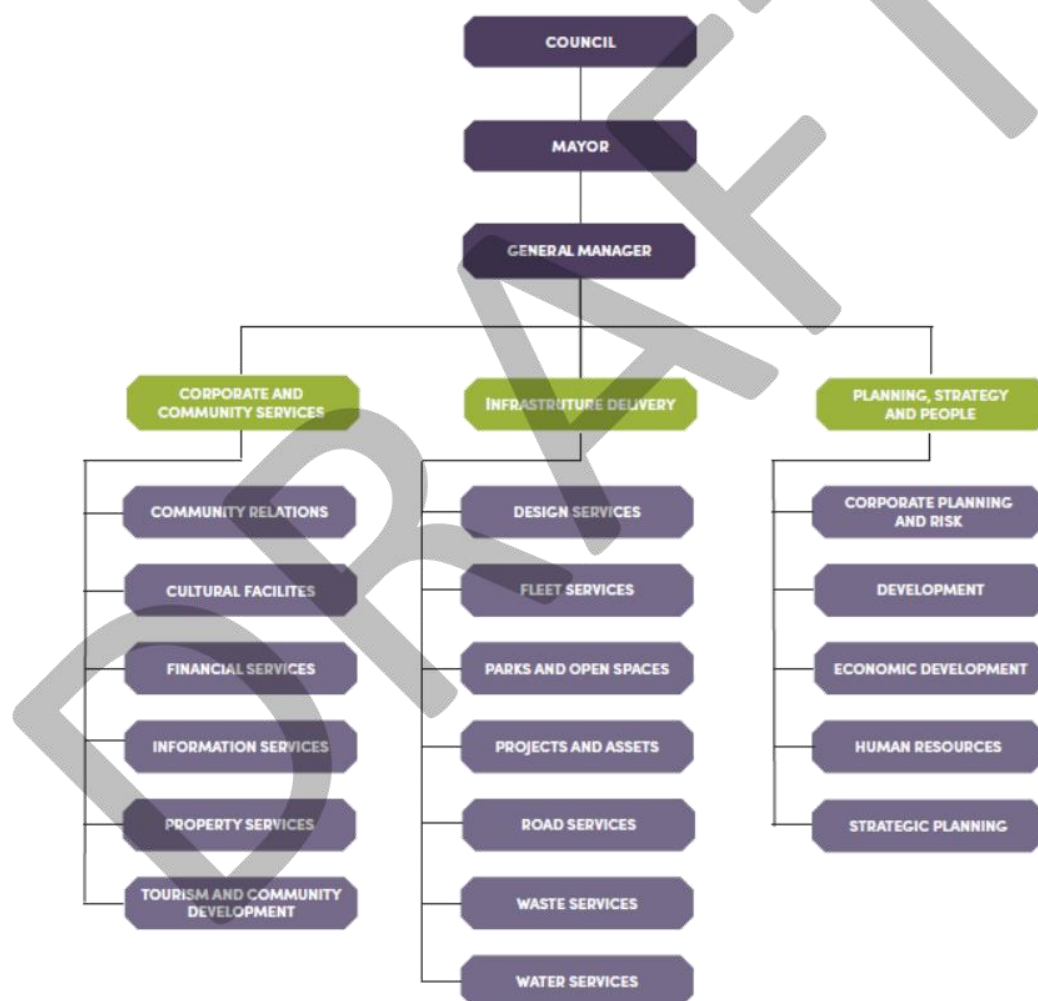 COUNCIL
MAYOR
GENERAL MANAGER
CORPORATE AND
COMMUNITY SERVICES
INFRASTRUTURE DELIVERY
PLANNING, STRATEGY
AND PEOPLE
COMMUNITY RELATIONS
CULTURAL FACILITES
FINANCIAL SERVICES
INFORMATION SERVICES
PROPERTY SERVICES
TOURISM AND COMMUNITY
DEVELOPMENT
DESIGN SERVICES
FLEET SERVICES
PARKS AND OPEN SPACES
PROJECTS AND ASSETS
ROAD SERVICES
WASTE SERVICES
WATER SERVICES
CORPORATE PLANNING
AND RISK
DEVELOPMENT
ECONOMIC DEVELOPMENT
HUMAN RESOURCES
STRATEGIC PLANNING
DRAFT